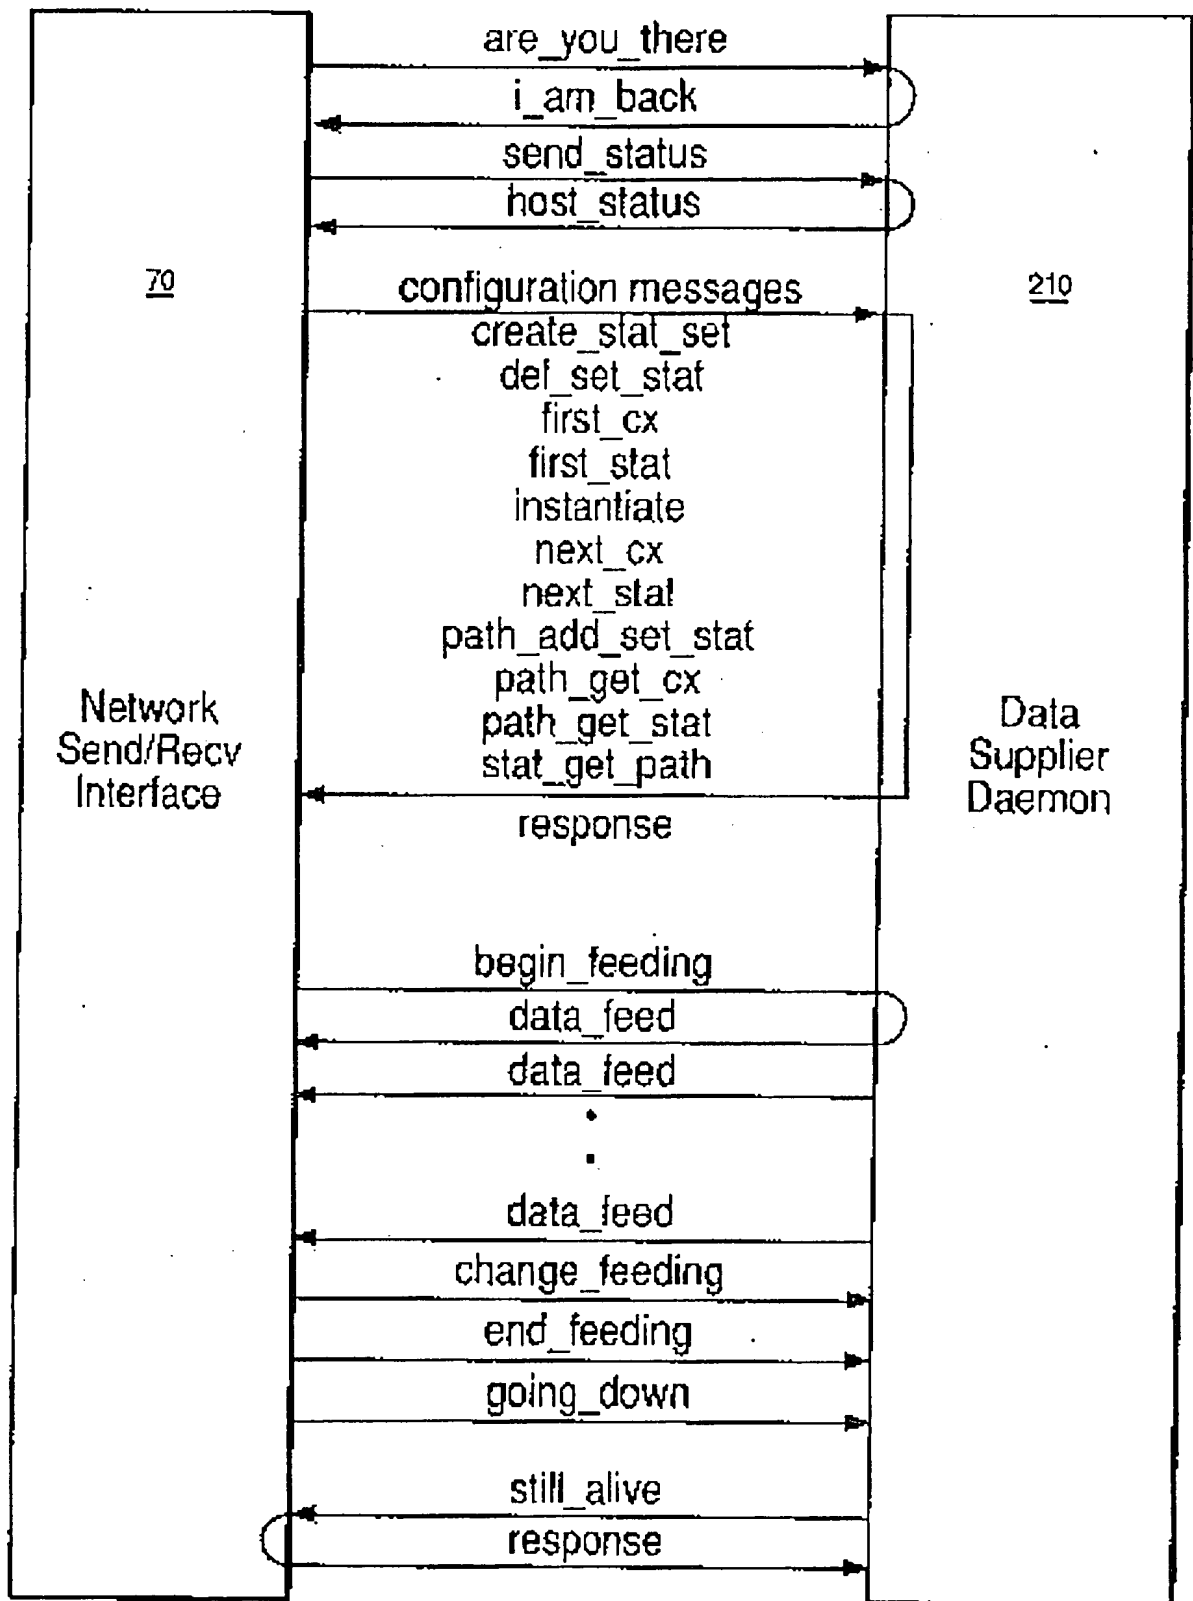 are_you_there
i_am_back
send_status
host_status
70
configuration messages
210
create_stat_set
def_set_stat
first_cx
first_stat
instantiate
next_cx
next_stat
path_add_set_stat
path_get_cx
path_get_stat
stat_get_path
Network
Send/Recv
Interface
Data
Supplier
Daemon
response
begin_feeding
data_feed
data_feed
data_feed
change_feeding
end_feeding
going_down
still_alive
response